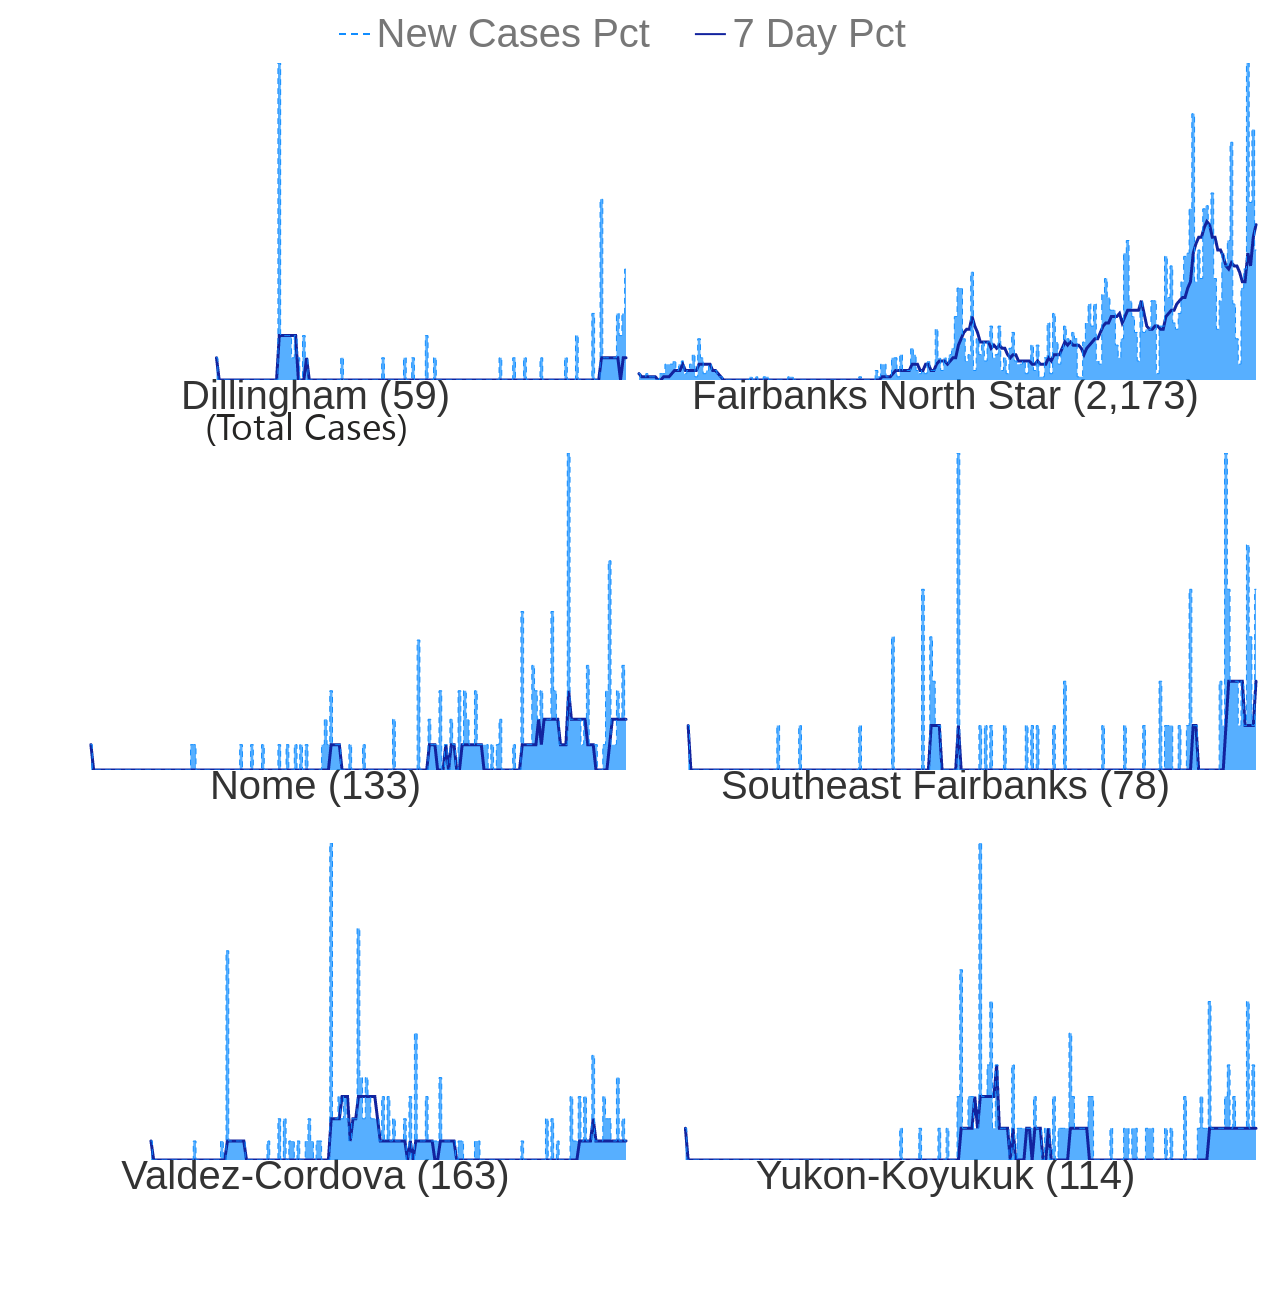 New Cases Pct 7 Day Pct
Dillingham (59) Fairbanks North Star (2,173)
(Total Cases)
Nome (133) Southeast Fairbanks (78)
Valdez-Cordova (163) Yukon-Koyukuk (114)